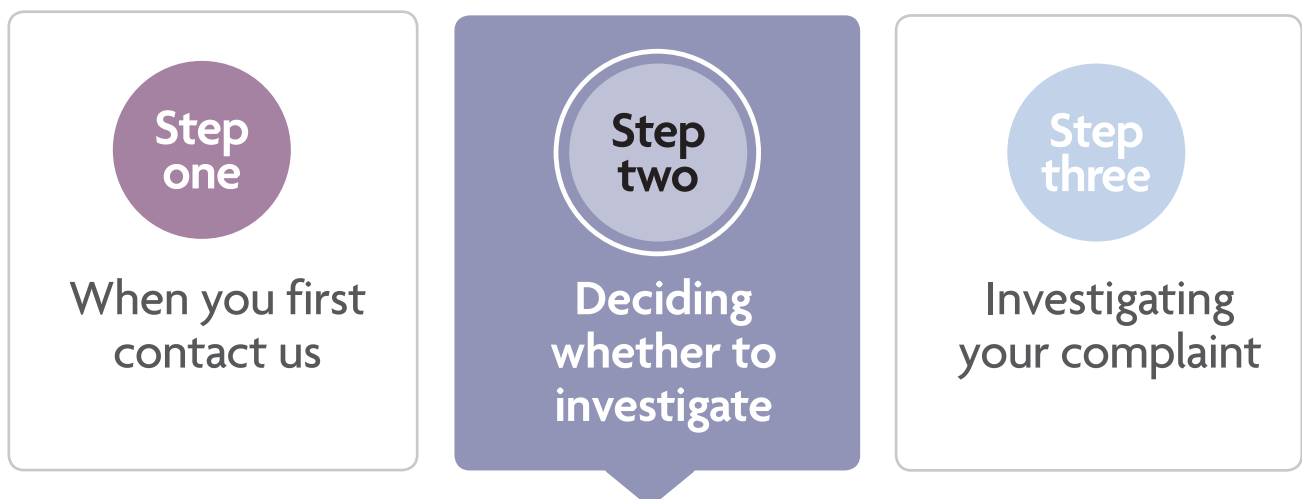 Step
one
When you first
contact us
Step
two
Deciding
whether to
investigate
Step
three
Investigating
your complaint